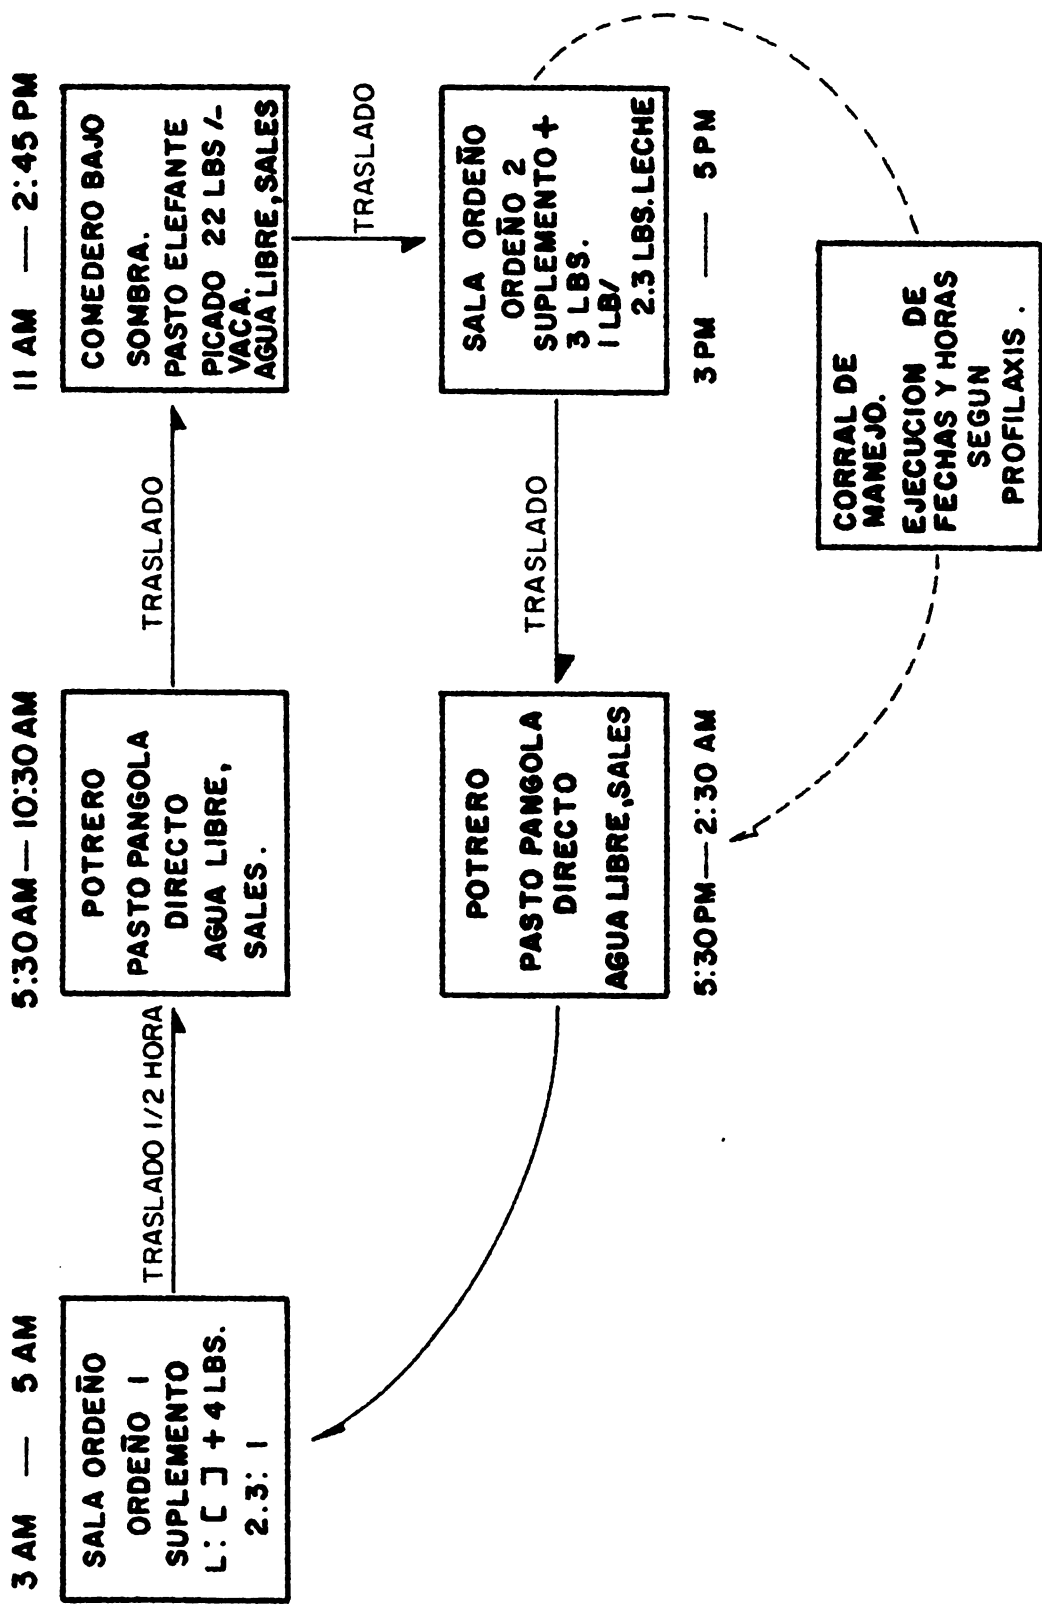 3 AM — 5 AM
SALA ORDEÑO
ORDEÑO 1
SUPLEMENTO
L: [ ] + 4 LBS.
2.3: 1
TRASLADO 1/2 HORA
5:30 AM — 10:30 AM
POTRERO
PASTO PANGOLA
DIRECTO
AGUA LIBRE,
SALES.
TRASLADO
11 AM — 2:45 PM
COMEDERO BAJO
SOMBRA.
PASTO ELEFANTE
PICADO 22 LBS /-
VACA.
AGUA LIBRE, SALES
TRASLADO
SALA ORDEÑO
ORDEÑO 2
SUPLEMENTO +
3 LBS.
1 LB/
2.3 LBS. LECHE
3 PM — 5 PM
TRASLADO
POTRERO
PASTO PANGOLA
DIRECTO
AGUA LIBRE, SALES
5:30 PM — 2:30 AM
CORRAL DE
MANEJO.
EJECUCION DE
FECHAS Y HORAS
SEGUN
PROFILAXIS.